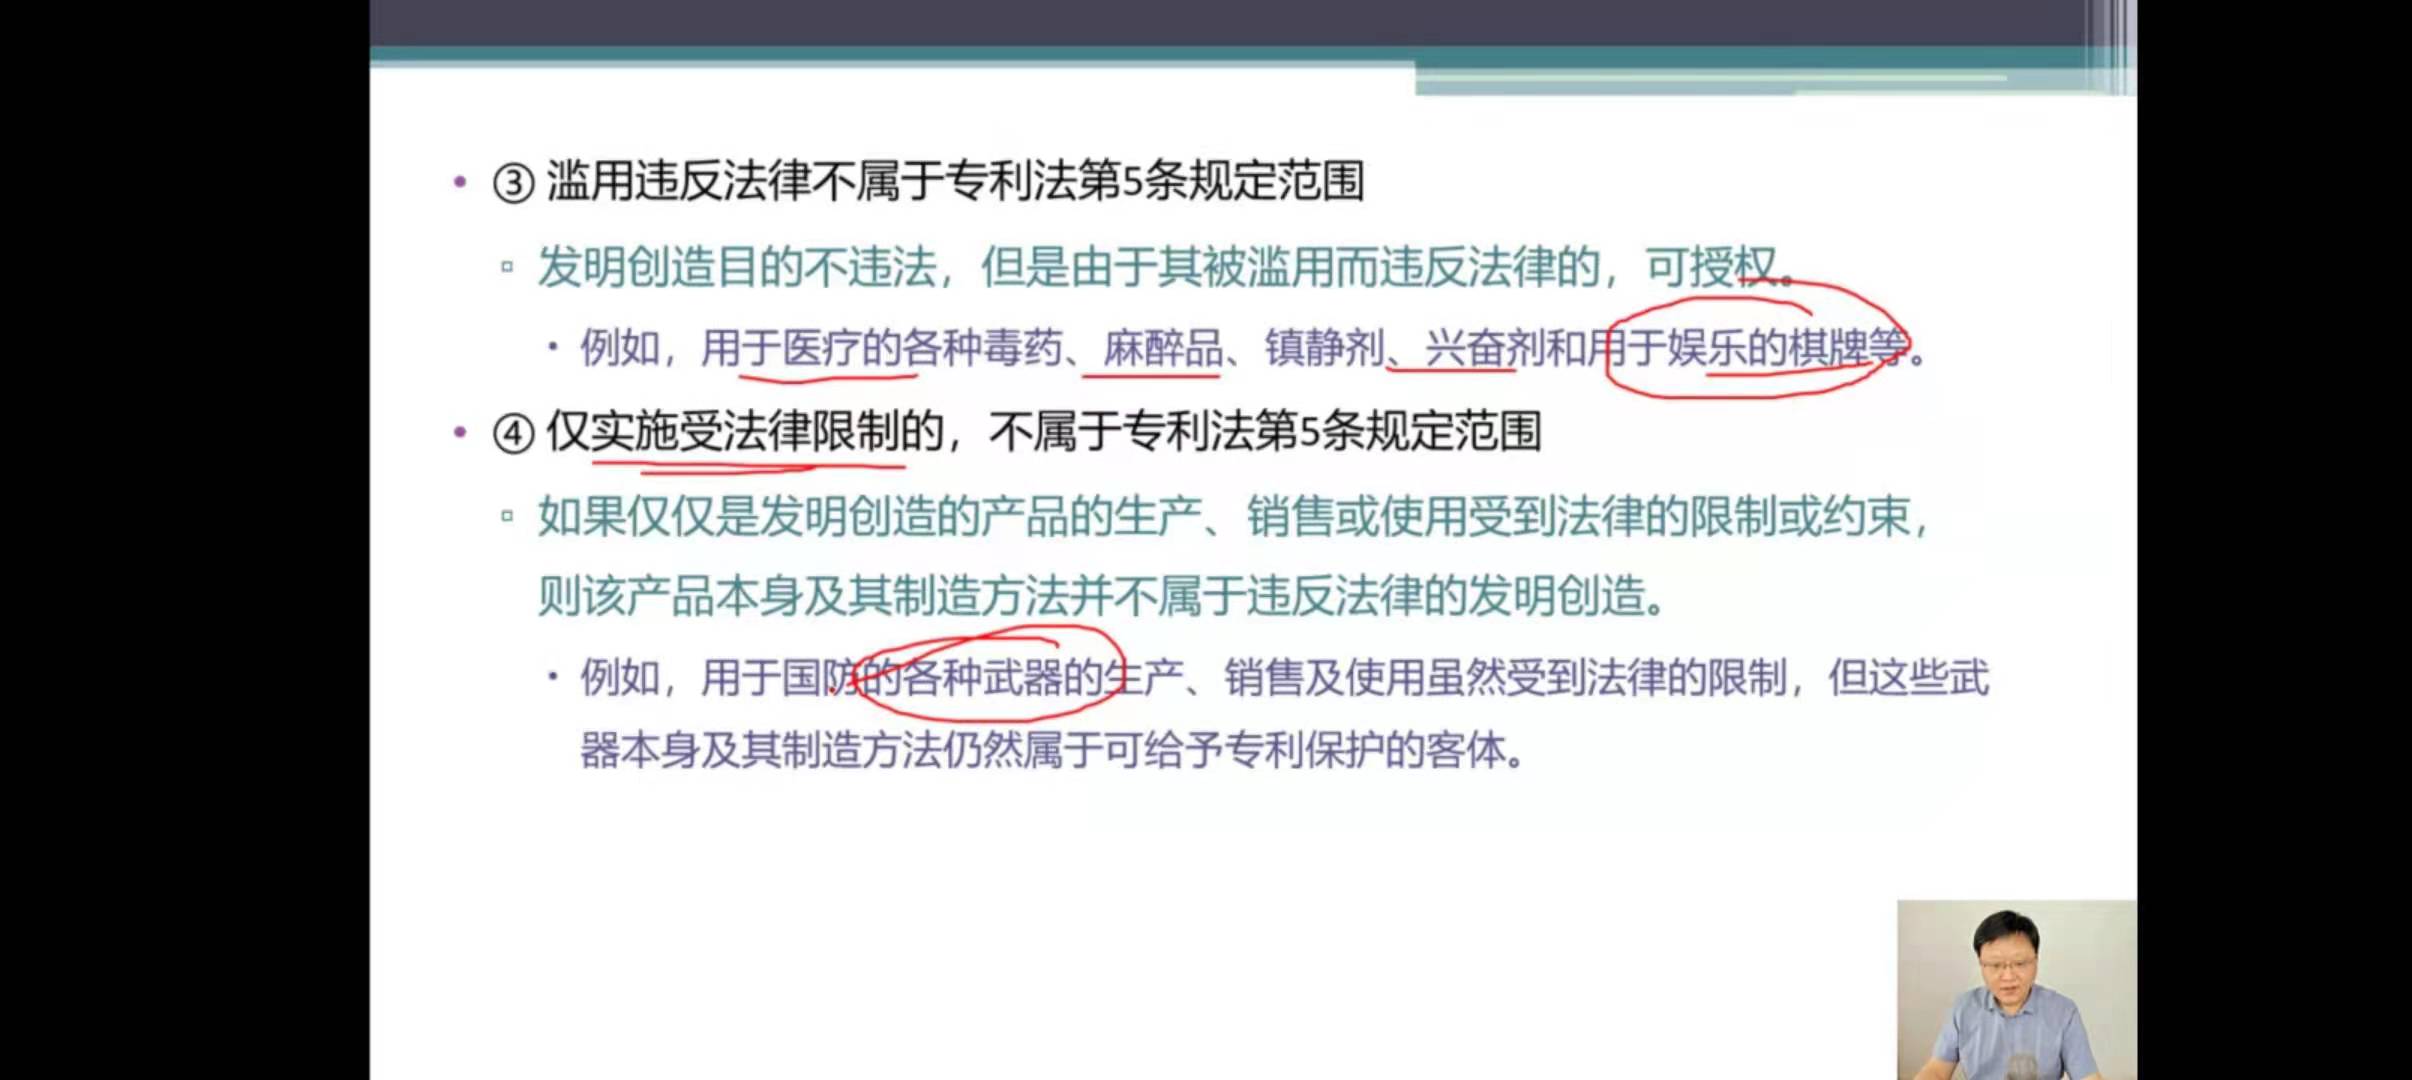 • ③ 滥用违反法律不属于专利法第5条规定范围
▫ 发明创造目的不违法，但是由于其被滥用而违反法律的，可授权。
• 例如，用于医疗的各种毒药、麻醉品、镇静剂、兴奋剂和用于娱乐的棋牌等。
• ④ 仅实施受法律限制的，不属于专利法第5条规定范围
▫ 如果仅仅是发明创造的产品的生产、销售或使用受到法律的限制或约束，
则该产品本身及其制造方法并不属于违反法律的发明创造。
• 例如，用于国防的各种武器的生产、销售及使用虽然受到法律的限制，但这些武
器本身及其制造方法仍然属于可给予专利保护的客体。